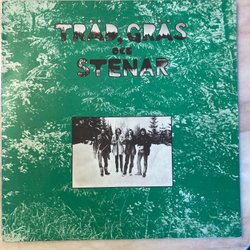 TRÄD, GRÄS
OCH
STENAR